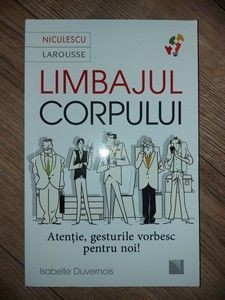 NICULESCU
LAROUSSE
LIMBAJUL
CORPULUI
Atenție, gesturile vorbesc
pentru noi!
Isabelle Duvernois